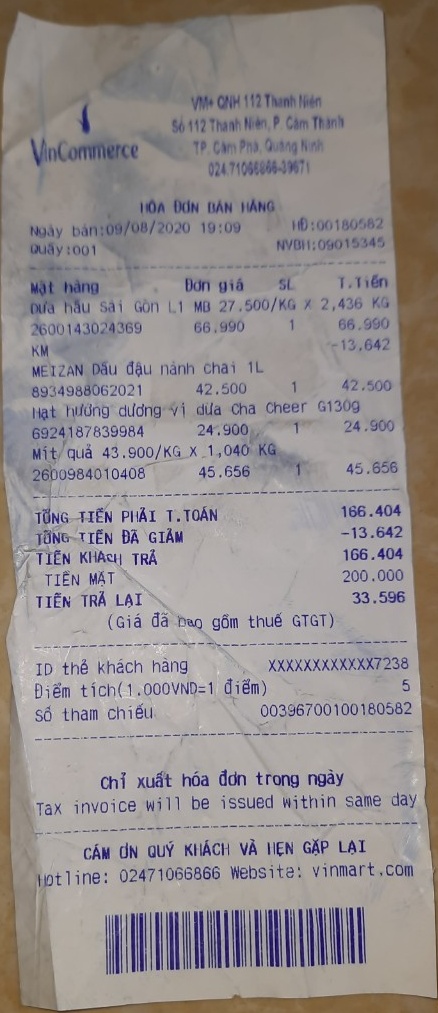 VM+ QNH 112 Thanh Niên
Số 112 Thanh Niên, P. Cẩm Thành
TP. Cẩm Phả, Quảng Ninh
024.71066866-39671
VinCommerce
HÓA ĐƠN BÁN HÀNG
Ngày bán:09/08/2020 19:09 HĐ:00180582
Quầy:001 NVBH:09015345
Mặt hàng Đơn giá SL T.Tiền
Dưa hấu Sài Gòn L1 MB 27.500/KG X 2,436 KG
2600143024369 66.990 1 66.990
KM -13.642
MEIZAN Dầu đậu nành chai 1L
8934988062021 42.500 1 42.500
Hạt hướng dương vị dừa Cha Cheer G130g
6924187839984 24.900 1 24.900
Mít quả 43.900/KG X 1,040 KG
2600984010408 45.656 1 45.656
TỔNG TIỀN PHẢI T.TOÁN 166.404
TỔNG TIỀN ĐÃ GIẢM -13.642
TIỀN KHÁCH TRẢ 166.404
TIỀN MẶT 200.000
TIỀN TRẢ LẠI 33.596
(Giá đã bao gồm thuế GTGT)
ID thẻ khách hàng XXXXXXXXXXXX7238
Điểm tích(1.000VND=1 điểm) 5
Số tham chiếu 00396700100180582
Chỉ xuất hóa đơn trong ngày
Tax invoice will be issued within same day
CẢM ƠN QUÝ KHÁCH VÀ HẸN GẶP LẠI
Hotline: 02471066866 Website: vinmart.com